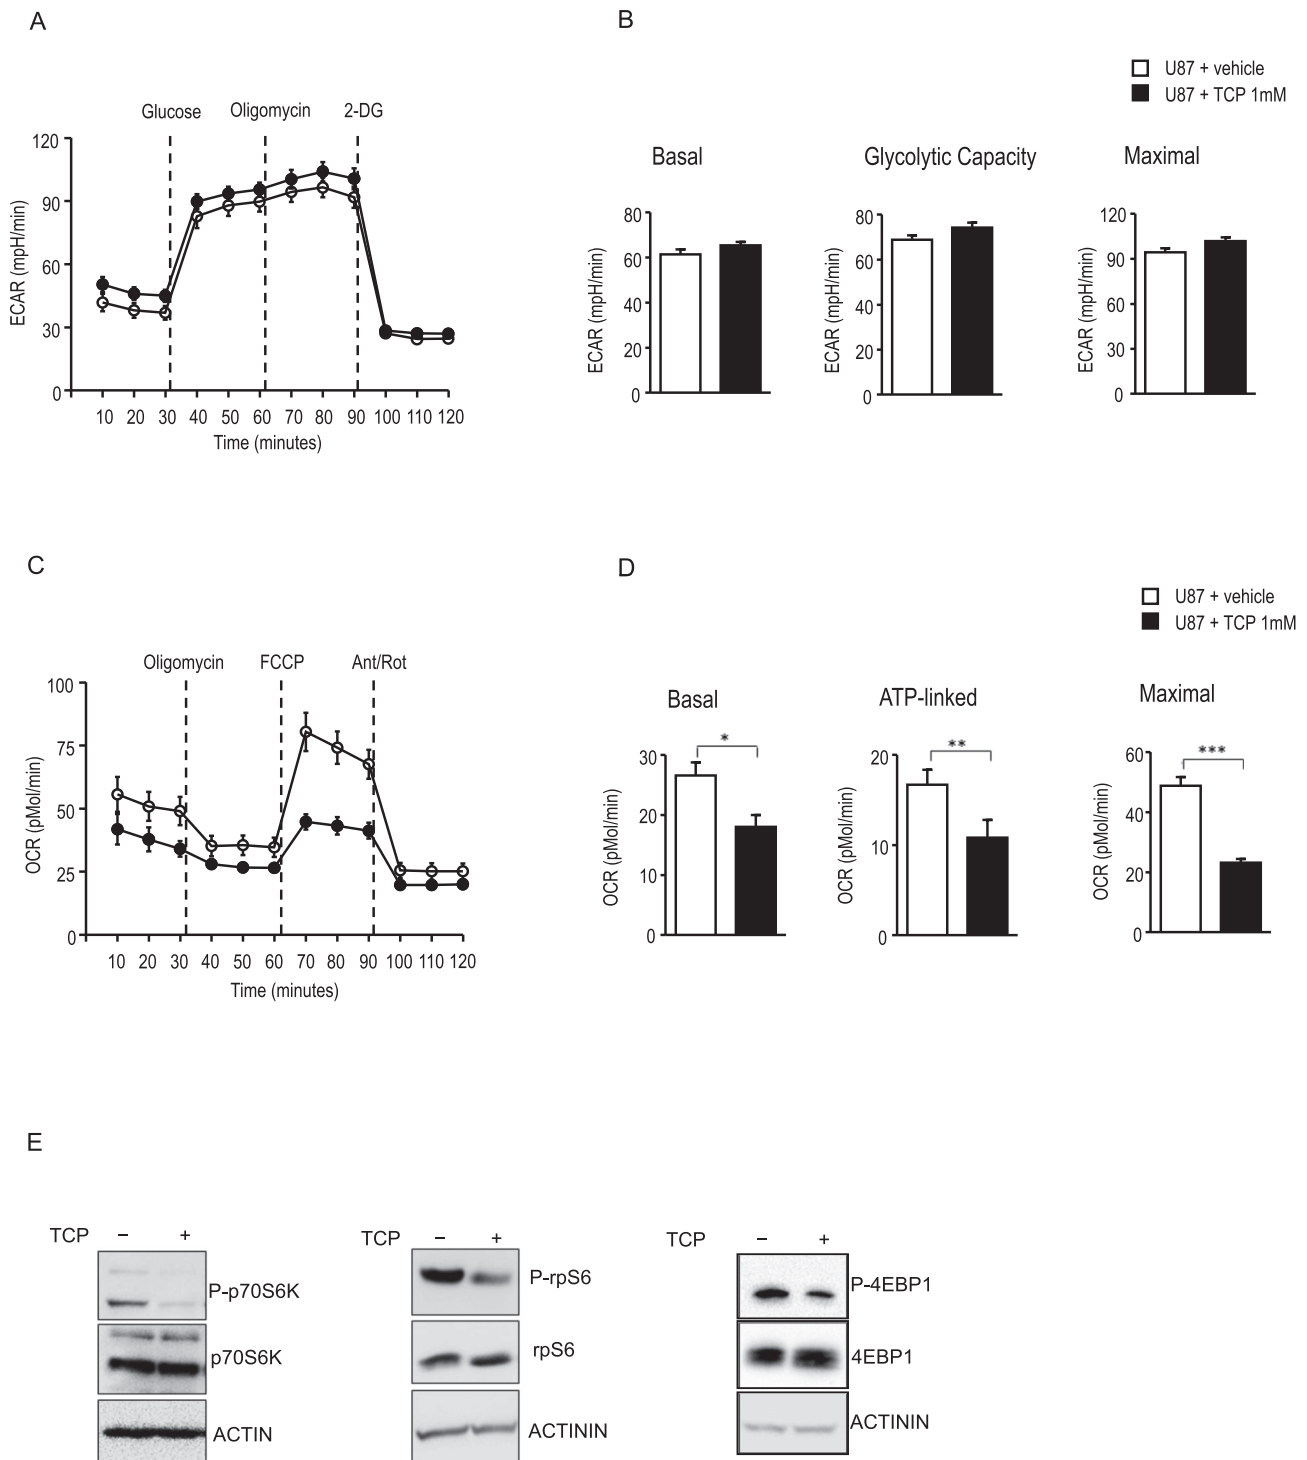 A
Glucose Oligomycin 2-DG
120
90
60
30
0
ECAR (mpH/min)
10 20 30 40 50 60 70 80 90 100 110 120
Time (minutes)
B
U87 + vehicle
U87 + TCP 1mM
Basal
80
60
40
20
0
ECAR (mpH/min)
Glycolytic Capacity
80
60
40
20
0
ECAR (mpH/min)
Maximal
120
90
60
30
0
ECAR (mpH/min)
C
Oligomycin FCCP Ant/Rot
100
75
50
25
0
OCR (pMol/min)
10 20 30 40 50 60 70 80 90 100 110 120
Time (minutes)
D
U87 + vehicle
U87 + TCP 1mM
Basal
*
30
20
10
0
OCR (pMol/min)
ATP-linked
**
20
10
0
OCR (pMol/min)
Maximal
***
60
40
20
0
OCR (pMol/min)
E
TCP − +
P-p70S6K
p70S6K
ACTIN
TCP − +
P-rpS6
rpS6
ACTININ
TCP − +
P-4EBP1
4EBP1
ACTININ